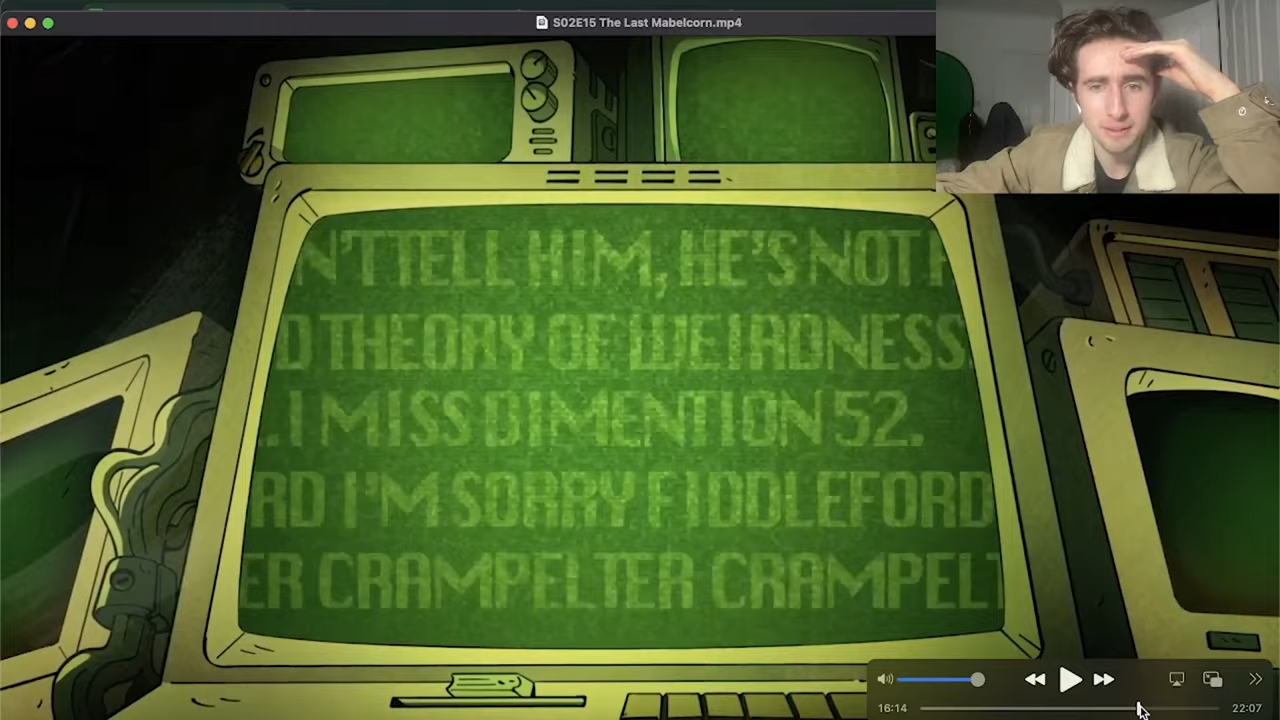 S02E15 The Last Mabelcorn.mp4
N'T TELL HIM, HE'S NOT
D THEORY OF WEIRDNESS.
..I MISS DIMENTION 52.
RD I'M SORRY FIDDLEFORD
ER CRAMPELTER CRAMPELT
16:14
22:07